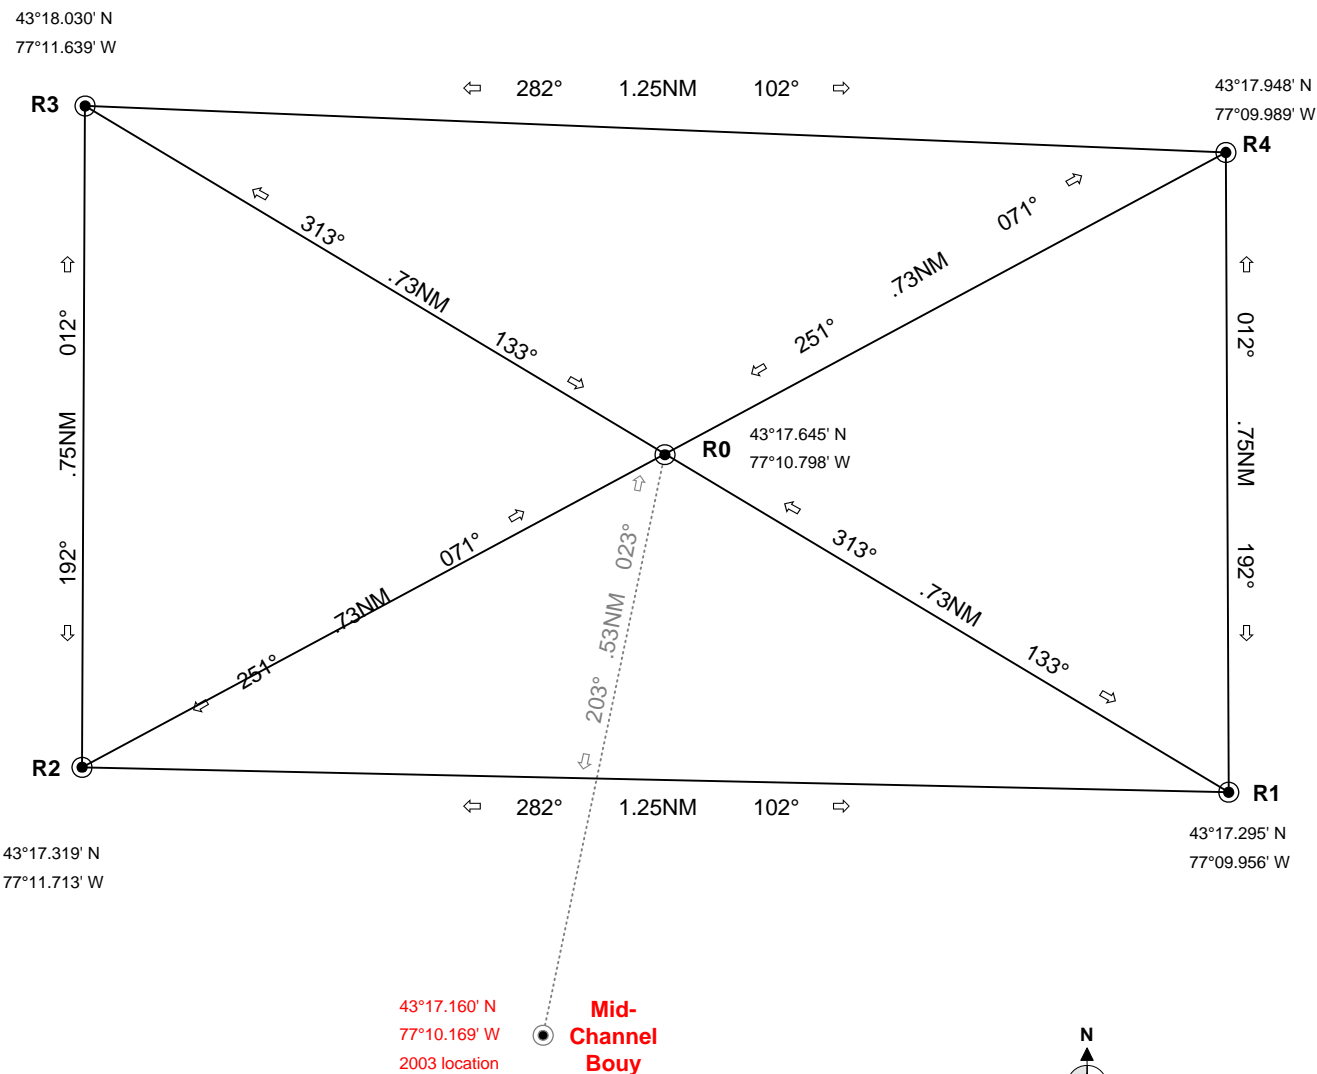 43°18.030' N
77°11.639' W
R3
282° 1.25NM 102°
43°17.948' N
77°09.989' W
R4
313° .73NM 133°
071° .73NM 251°
012° .75NM 192°
012° .75NM 192°
R0
43°17.645' N
77°10.798' W
071° .73NM 251°
023° .53NM 203°
313° .73NM 133°
R2
282° 1.25NM 102°
R1
43°17.319' N
77°11.713' W
43°17.295' N
77°09.956' W
43°17.160' N
77°10.169' W
2003 location
Mid-
Channel
Bouy
N